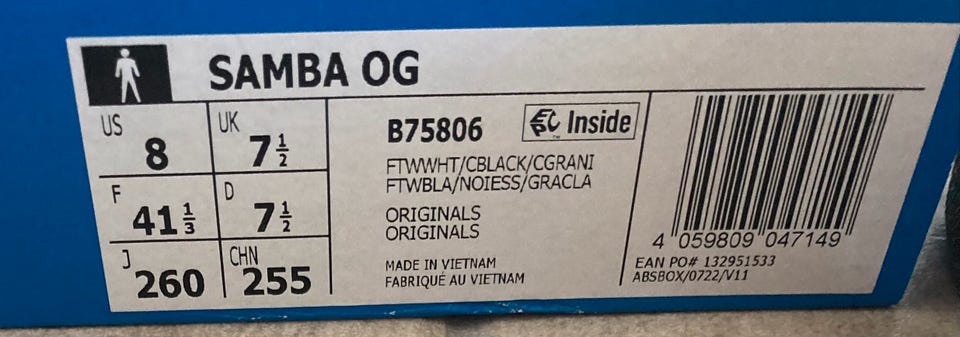 SAMBA OG
US 8
UK 7 1/2
F 41 1/3
D 7 1/2
J 260
CHN 255
B75806
Inside
FTWWHT/CBLACK/CGRANI
FTWBLA/NOIESS/GRACLA
ORIGINALS
ORIGINALS
MADE IN VIETNAM
FABRIQUÉ AU VIETNAM
4 059809 047149
EAN PO# 132951533
ABSBOX/0722/V11